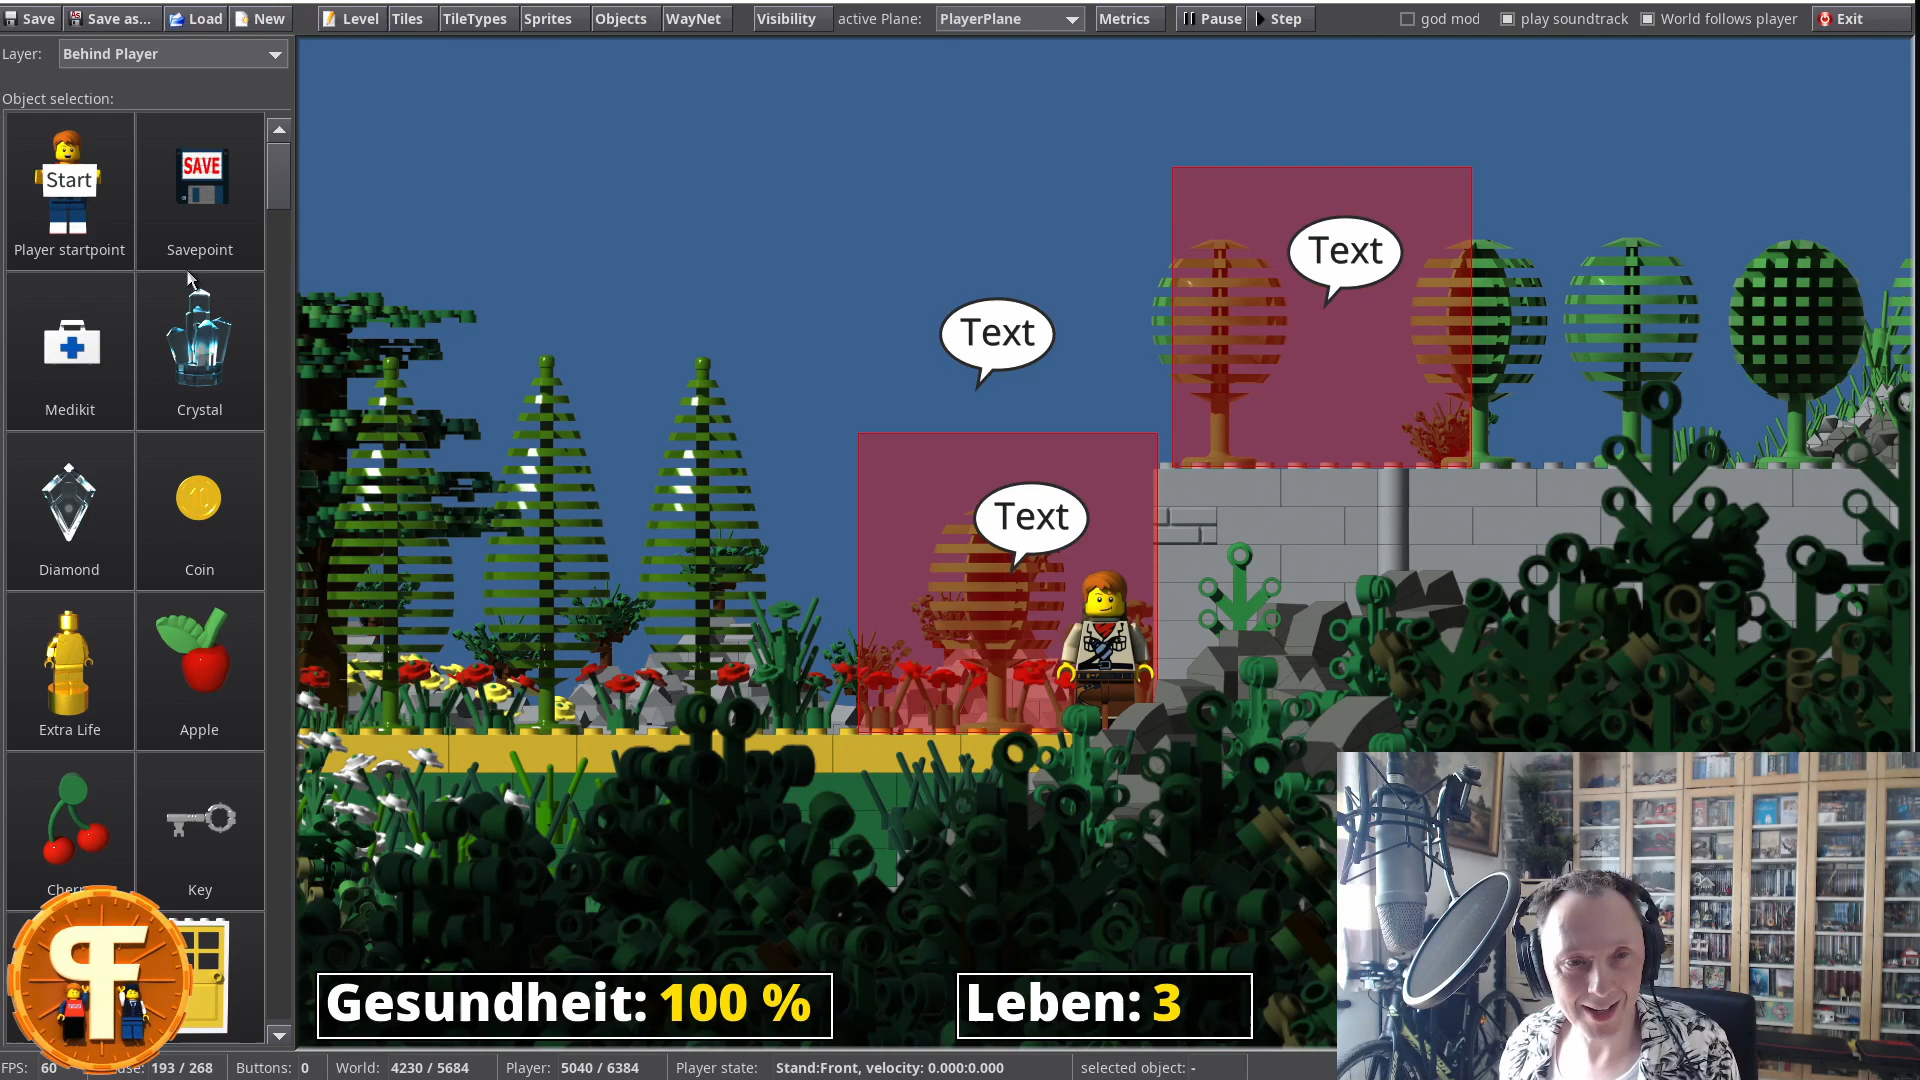 Save Save as... Load New Level Tiles TileTypes Sprites Objects WayNet Visibility active Plane: PlayerPlane Metrics Pause Step god mod play soundtrack World follows player Exit
Layer: Behind Player
Object selection:
Start
SAVE
Player startpoint Savepoint
Medikit Crystal
10
Diamond Coin
Extra Life Apple
Key
Text
Text
Text
Gesundheit: 100 %
Leben: 3
FPS: 60 193 / 268 Buttons: 0 World: 4230 / 5684 Player: 5040 / 6384 Player state: Stand:Front, velocity: 0.000:0.000 selected object: -